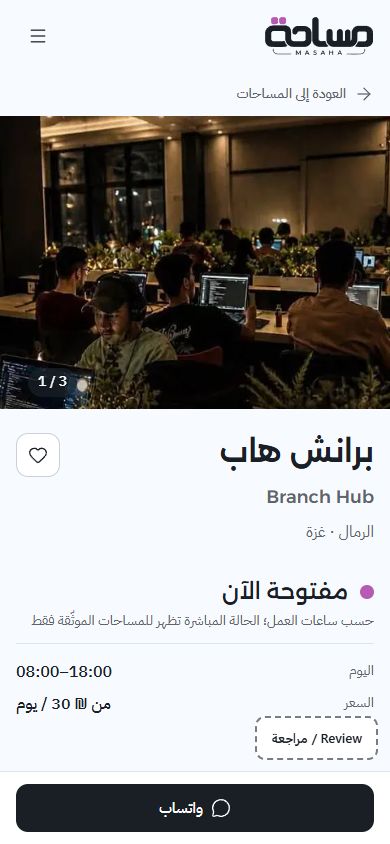 مساحة
MASAHA
العودة إلى المساحات
1 / 3
برانش هاب
Branch Hub
الرمال · غزة
مفتوحة الآن
حسب ساعات العمل؛ الحالة المباشرة تظهر للمساحات الموثّقة فقط
اليوم 08:00–18:00
السعر من ₪ 30 / يوم
Review / مراجعة
واتساب